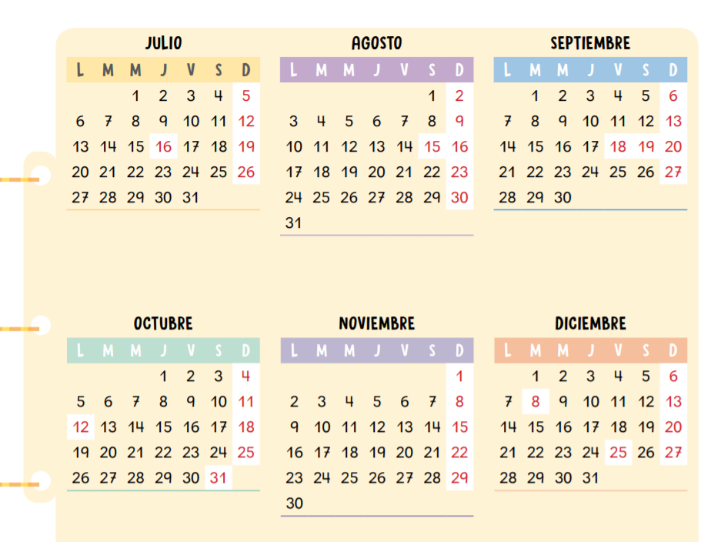 JULIO
L M M J V S D
1 2 3 4 5
6 7 8 9 10 11 12
13 14 15 16 17 18 19
20 21 22 23 24 25 26
27 28 29 30 31
AGOSTO
L M M J V S D
1 2
3 4 5 6 7 8 9
10 11 12 13 14 15 16
17 18 19 20 21 22 23
24 25 26 27 28 29 30
31
SEPTIEMBRE
L M M J V S D
1 2 3 4 5 6
7 8 9 10 11 12 13
14 15 16 17 18 19 20
21 22 23 24 25 26 27
28 29 30
OCTUBRE
L M M J V S D
1 2 3 4
5 6 7 8 9 10 11
12 13 14 15 16 17 18
19 20 21 22 23 24 25
26 27 28 29 30 31
NOVIEMBRE
L M M J V S D
1
2 3 4 5 6 7 8
9 10 11 12 13 14 15
16 17 18 19 20 21 22
23 24 25 26 27 28 29
30
DICIEMBRE
L M M J V S D
1 2 3 4 5 6
7 8 9 10 11 12 13
14 15 16 17 18 19 20
21 22 23 24 25 26 27
28 29 30 31